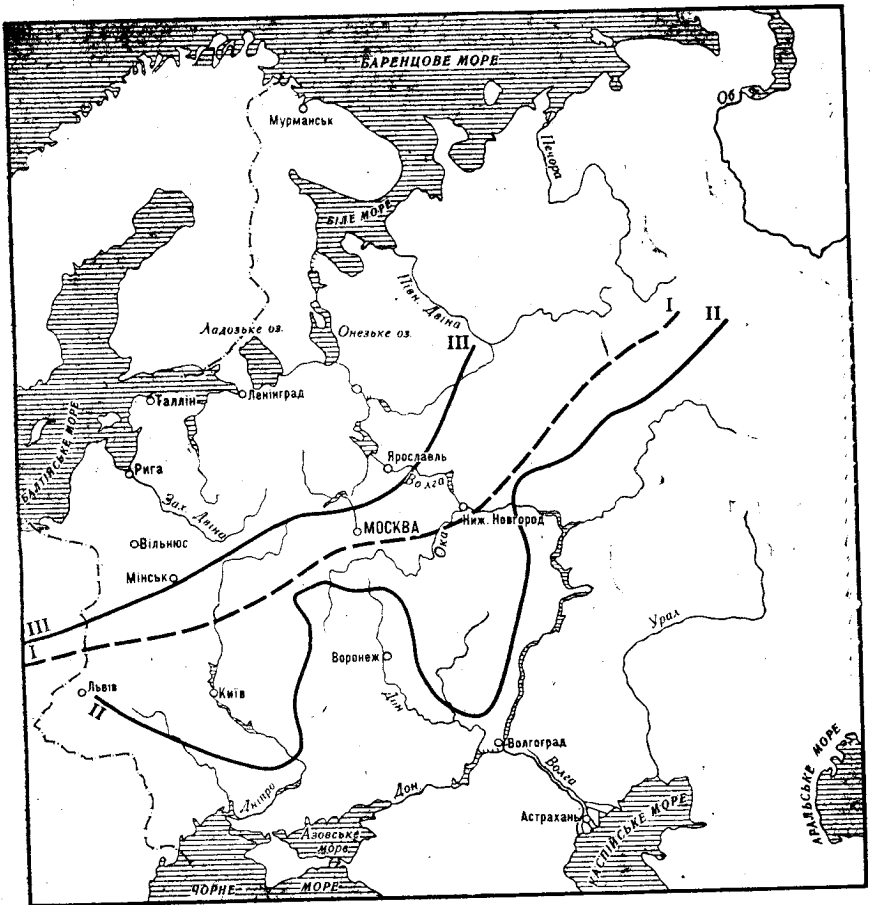 БАРЕНЦОВЕ МОРЕ
Мурманськ
Об
Печора
БІЛЕ МОРЕ
Півн. Двіна
I
II
III
Ладозьке оз.
Онезьке оз.
Таллін
Ленінград
БАЛТІЙСЬКЕ МОРЕ
Рига
Ярославль
Волга
Зах. Двіна
МОСКВА
Ниж. Новгород
Ока
Вільнюс
Мінськ
III
I
Урал
Воронеж
Львів
Київ
II
Дон
Волгоград
Волга
Дніпро
Дон
Астрахань
Азовське
море
КАСПІЙСЬКЕ МОРЕ
АРАЛЬСЬКЕ МОРЕ
ЧОРНЕ МОРЕ